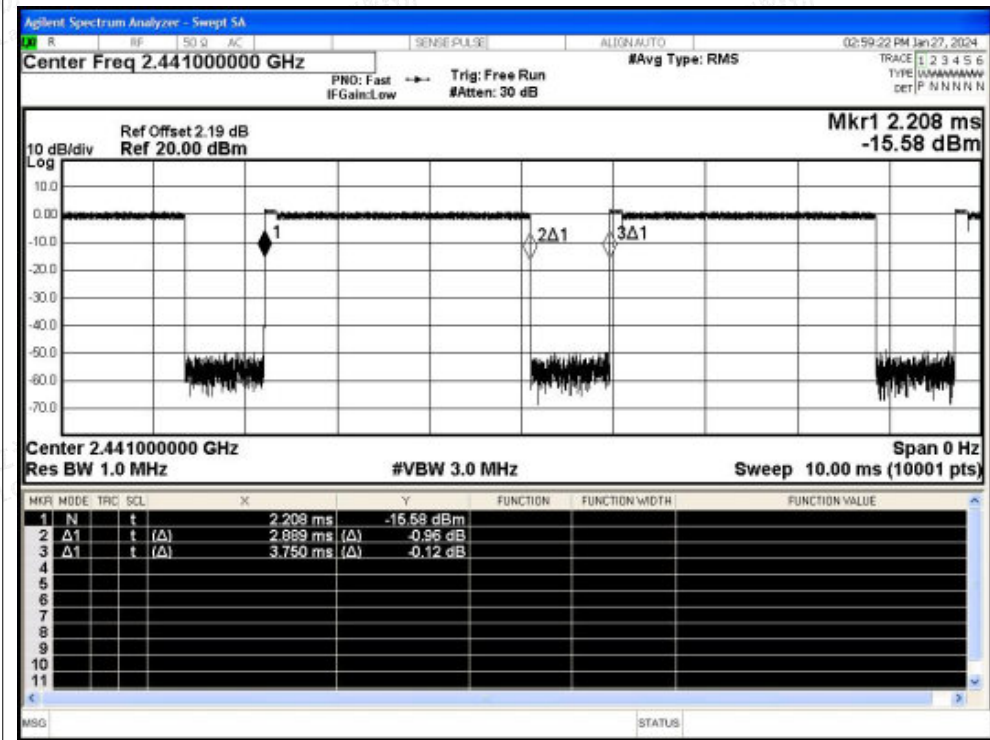 Agilent Spectrum Analyzer - Swept SA
LXI R RF 50 Ω AC SENSE:PULSE ALIGNAUTO 02:59:22 PM Jan 27, 2024
Center Freq 2.441000000 GHz #Avg Type: RMS TRACE 1 2 3 4 5 6
PNO: Fast Trig: Free Run TYPE
IFGain:Low #Atten: 30 dB DET P N N N N N
Mkr1 2.208 ms
-15.58 dBm
Ref Offset 2.19 dB
10 dB/div Ref 20.00 dBm
Log
10.0
0.00
1 2Δ1 3Δ1
-10.0
-20.0
-30.0
-40.0
-50.0
-60.0
-70.0
Center 2.441000000 GHz Span 0 Hz
Res BW 1.0 MHz #VBW 3.0 MHz Sweep 10.00 ms (10001 pts)
MKR MODE TRC SCL X Y FUNCTION FUNCTION WIDTH FUNCTION VALUE
1 N t 2.208 ms -15.58 dBm
2 Δ1 t (Δ) 2.889 ms (Δ) -0.96 dB
3 Δ1 t (Δ) 3.750 ms (Δ) -0.12 dB
4
5
6
7
8
9
10
11
MSG STATUS